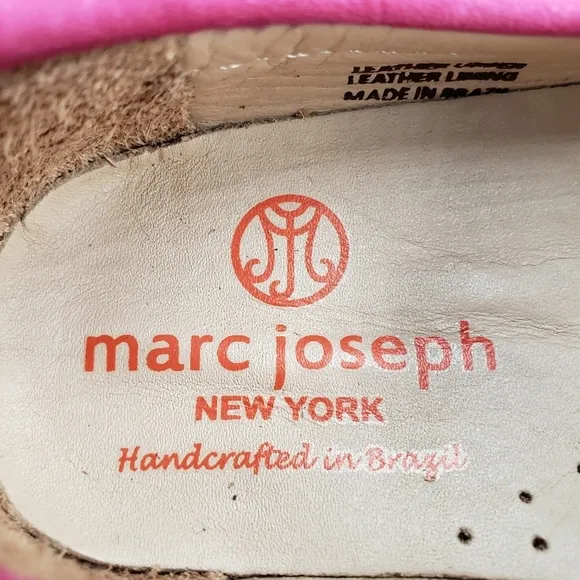 LEATHER UPPER
LEATHER LINING
MADE IN BRAZIL
marc joseph
NEW YORK
Handcrafted in Brazil